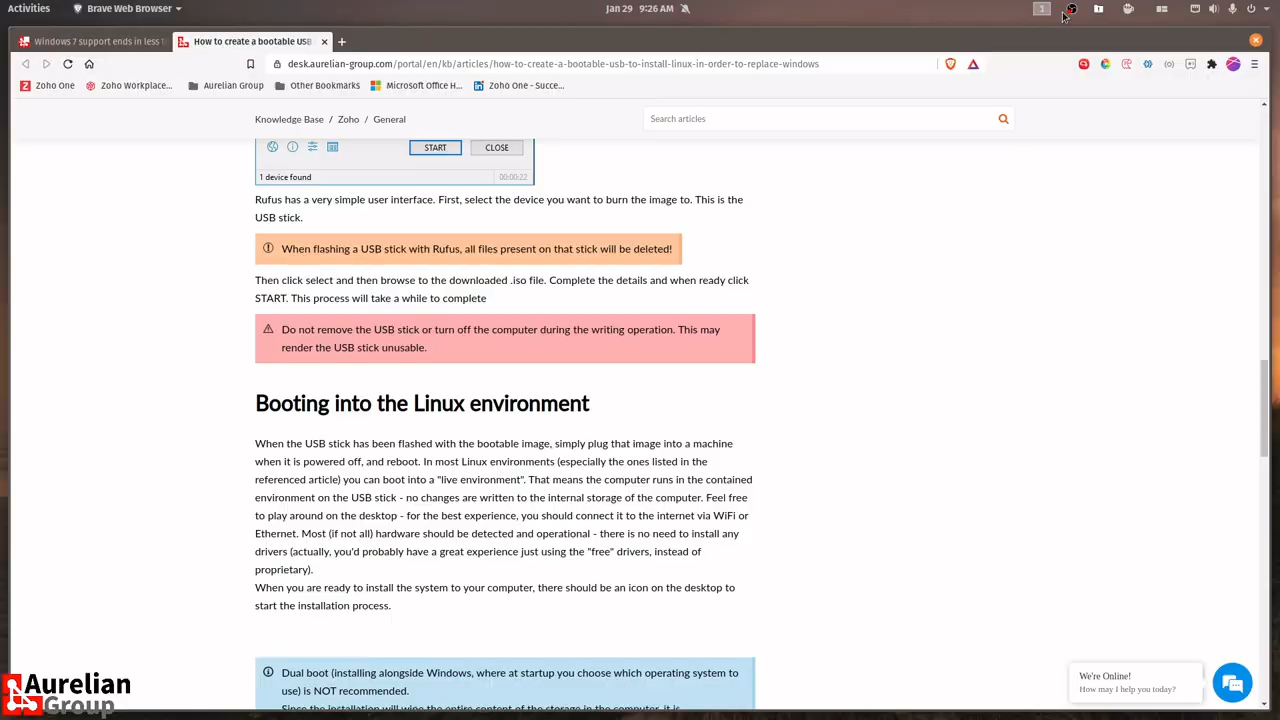 Activities
Brave Web Browser
Jan 29 9:26 AM
1
Windows 7 support ends in less t
How to create a bootable USB
desk.aurelian-group.com/portal/en/kb/articles/how-to-create-a-bootable-usb-to-install-linux-in-order-to-replace-windows
Zoho One
Zoho Workplace...
Aurelian Group
Other Bookmarks
Microsoft Office H...
Zoho One - Succe...
Knowledge Base / Zoho / General
Search articles
START
CLOSE
1 device found
00:00:22
Rufus has a very simple user interface. First, select the device you want to burn the image to. This is the
USB stick.
When flashing a USB stick with Rufus, all files present on that stick will be deleted!
Then click select and then browse to the downloaded .iso file. Complete the details and when ready click
START. This process will take a while to complete
Do not remove the USB stick or turn off the computer during the writing operation. This may
render the USB stick unusable.
Booting into the Linux environment
When the USB stick has been flashed with the bootable image, simply plug that image into a machine
when it is powered off, and reboot. In most Linux environments (especially the ones listed in the
referenced article) you can boot into a "live environment". That means the computer runs in the contained
environment on the USB stick - no changes are written to the internal storage of the computer. Feel free
to play around on the desktop - for the best experience, you should connect it to the internet via WiFi or
Ethernet. Most (if not all) hardware should be detected and operational - there is no need to install any
drivers (actually, you'd probably have a great experience just using the "free" drivers, instead of
proprietary).
When you are ready to install the system to your computer, there should be an icon on the desktop to
start the installation process.
Dual boot (installing alongside Windows, where at startup you choose which operating system to
use) is NOT recommended.
Since the installation will wipe the entire content of the storage in the computer, it is
We're Online!
How may I help you today?
Aurelian
Group